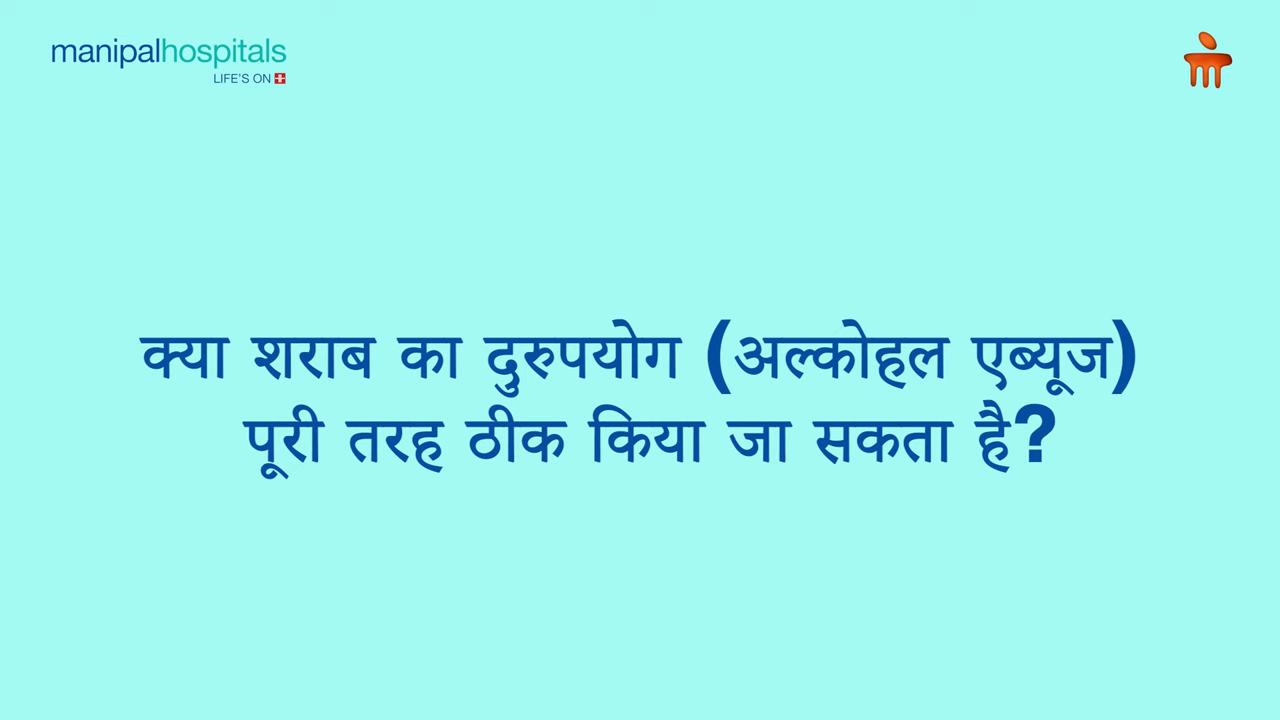 manipalhospitals
LIFE'S ON
क्या शराब का दुरुपयोग (अल्कोहल एब्यूज)
पूरी तरह ठीक किया जा सकता है?